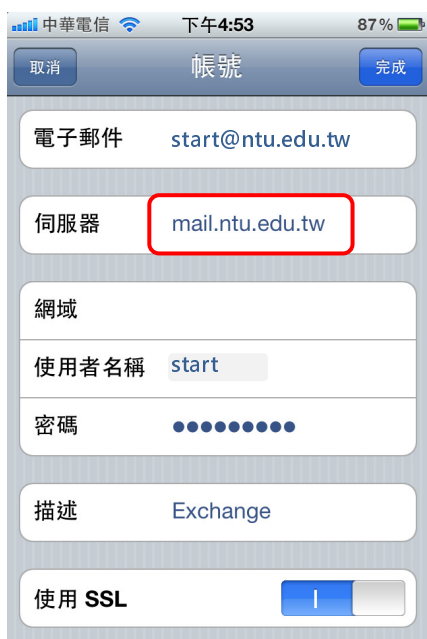 中華電信 下午4:53 87%
取消 帳號 完成
電子郵件 start@ntu.edu.tw
伺服器 mail.ntu.edu.tw
網域
使用者名稱 start
密碼 ●●●●●●●●●
描述 Exchange
使用 SSL